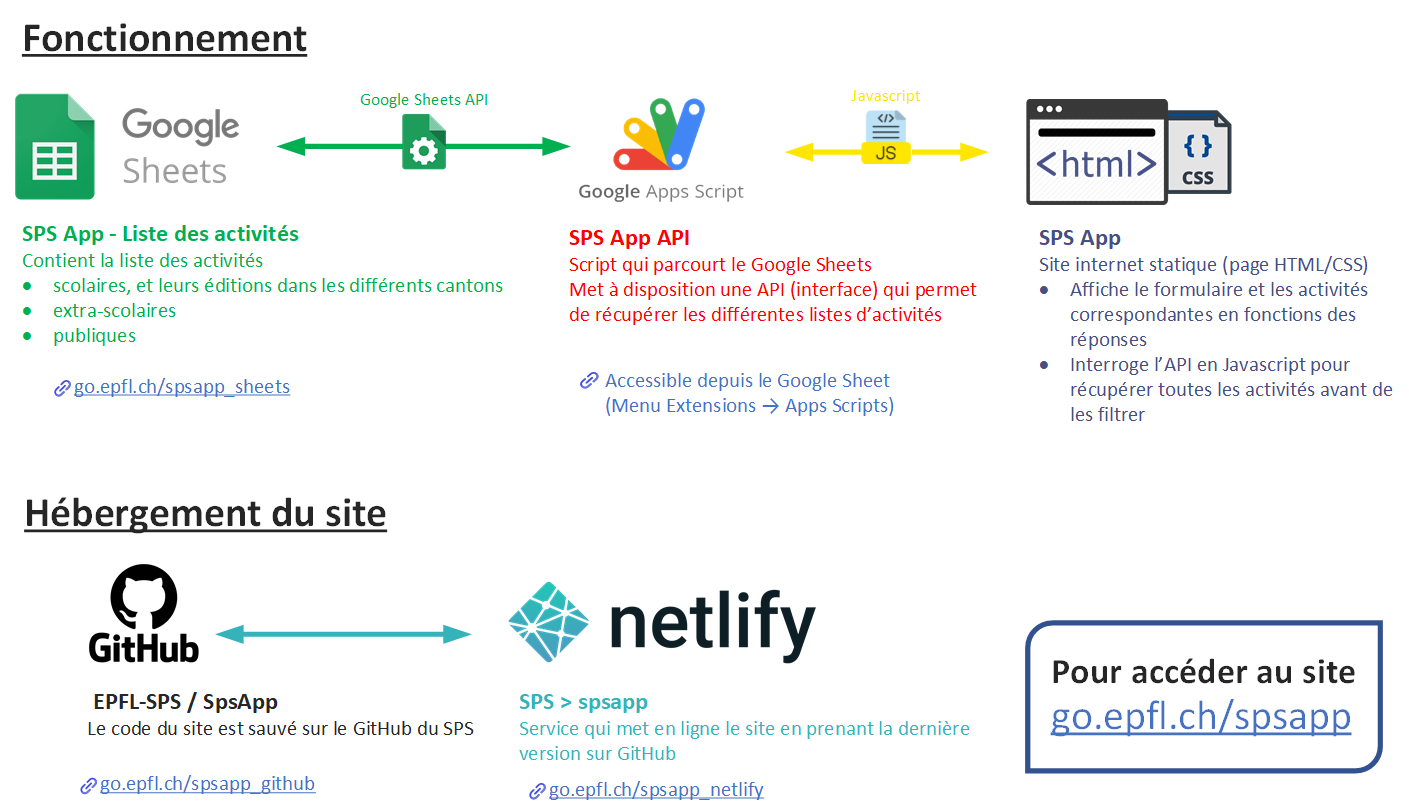 Fonctionnement
Google Sheets API
Javascript
Google
Sheets
</>
JS
<html>
{ }
CSS
Google Apps Script
SPS App - Liste des activités
Contient la liste des activités
• scolaires, et leurs éditions dans les différents cantons
• extra-scolaires
• publiques
go.epfl.ch/spsapp_sheets
SPS App API
Script qui parcourt le Google Sheets
Met à disposition une API (interface) qui permet
de récupérer les différentes listes d’activités
Accessible depuis le Google Sheet
(Menu Extensions → Apps Scripts)
SPS App
Site internet statique (page HTML/CSS)
• Affiche le formulaire et les activités
correspondantes en fonctions des
réponses
• Interroge l’API en Javascript pour
récupérer toutes les activités avant de
les filtrer
Hébergement du site
GitHub
netlify
EPFL-SPS / SpsApp
Le code du site est sauvé sur le GitHub du SPS
go.epfl.ch/spsapp_github
SPS > spsapp
Service qui met en ligne le site en prenant la dernière
version sur GitHub
go.epfl.ch/spsapp_netlify
Pour accéder au site
go.epfl.ch/spsapp